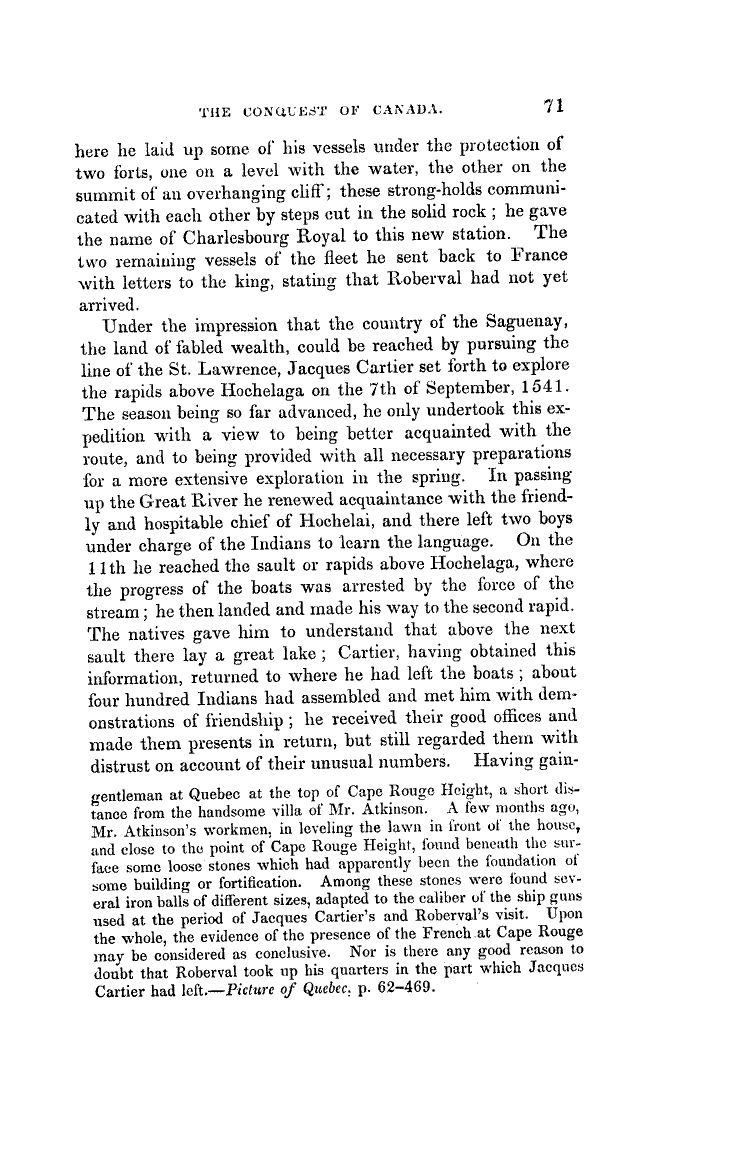 THE CONQUEST OF CANADA. 71
here he laid up some of his vessels under the protection of
two forts, one on a level with the water, the other on the
summit of an overhanging cliff; these strong-holds communi-
cated with each other by steps cut in the solid rock; he gave
the name of Charlesbourg Royal to this new station. The
two remaining vessels of the fleet he sent back to France
with letters to the king, stating that Roberval had not yet
arrived.
Under the impression that the country of the Saguenay,
the land of fabled wealth, could be reached by pursuing the
line of the St. Lawrence, Jacques Cartier set forth to explore
the rapids above Hochelaga on the 7th of September, 1541.
The season being so far advanced, he only undertook this ex-
pedition with a view to being better acquainted with the
route, and to being provided with all necessary preparations
for a more extensive exploration in the spring. In passing
up the Great River he renewed acquaintance with the friend-
ly and hospitable chief of Hochelai, and there left two boys
under charge of the Indians to learn the language. On the
11th he reached the sault or rapids above Hochelaga, where
the progress of the boats was arrested by the force of the
stream; he then landed and made his way to the second rapid.
The natives gave him to understand that above the next
sault there lay a great lake; Cartier, having obtained this
information, returned to where he had left the boats; about
four hundred Indians had assembled and met him with dem-
onstrations of friendship; he received their good offices and
made them presents in return, but still regarded them with
distrust on account of their unusual numbers. Having gain-
gentleman at Quebec at the top of Cape Rouge Height, a short dis-
tance from the handsome villa of Mr. Atkinson. A few months ago,
Mr. Atkinson's workmen, in leveling the lawn in front of the house,
and close to the point of Cape Rouge Height, found beneath the sur-
face some loose stones which had apparently been the foundation of
some building or fortification. Among these stones were found sev-
eral iron balls of different sizes, adapted to the caliber of the ship guns
used at the period of Jacques Cartier's and Roberval's visit. Upon
the whole, the evidence of the presence of the French at Cape Rouge
may be considered as conclusive. Nor is there any good reason to
doubt that Roberval took up his quarters in the part which Jacques
Cartier had left.—Picture of Quebec, p. 62–469.